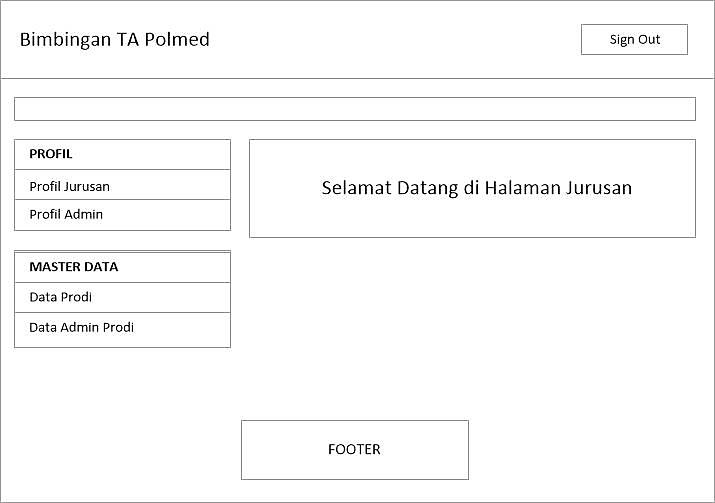 Bimbingan TA Polmed
Sign Out
PROFIL
Profil Jurusan
Profil Admin
Selamat Datang di Halaman Jurusan
MASTER DATA
Data Prodi
Data Admin Prodi
FOOTER